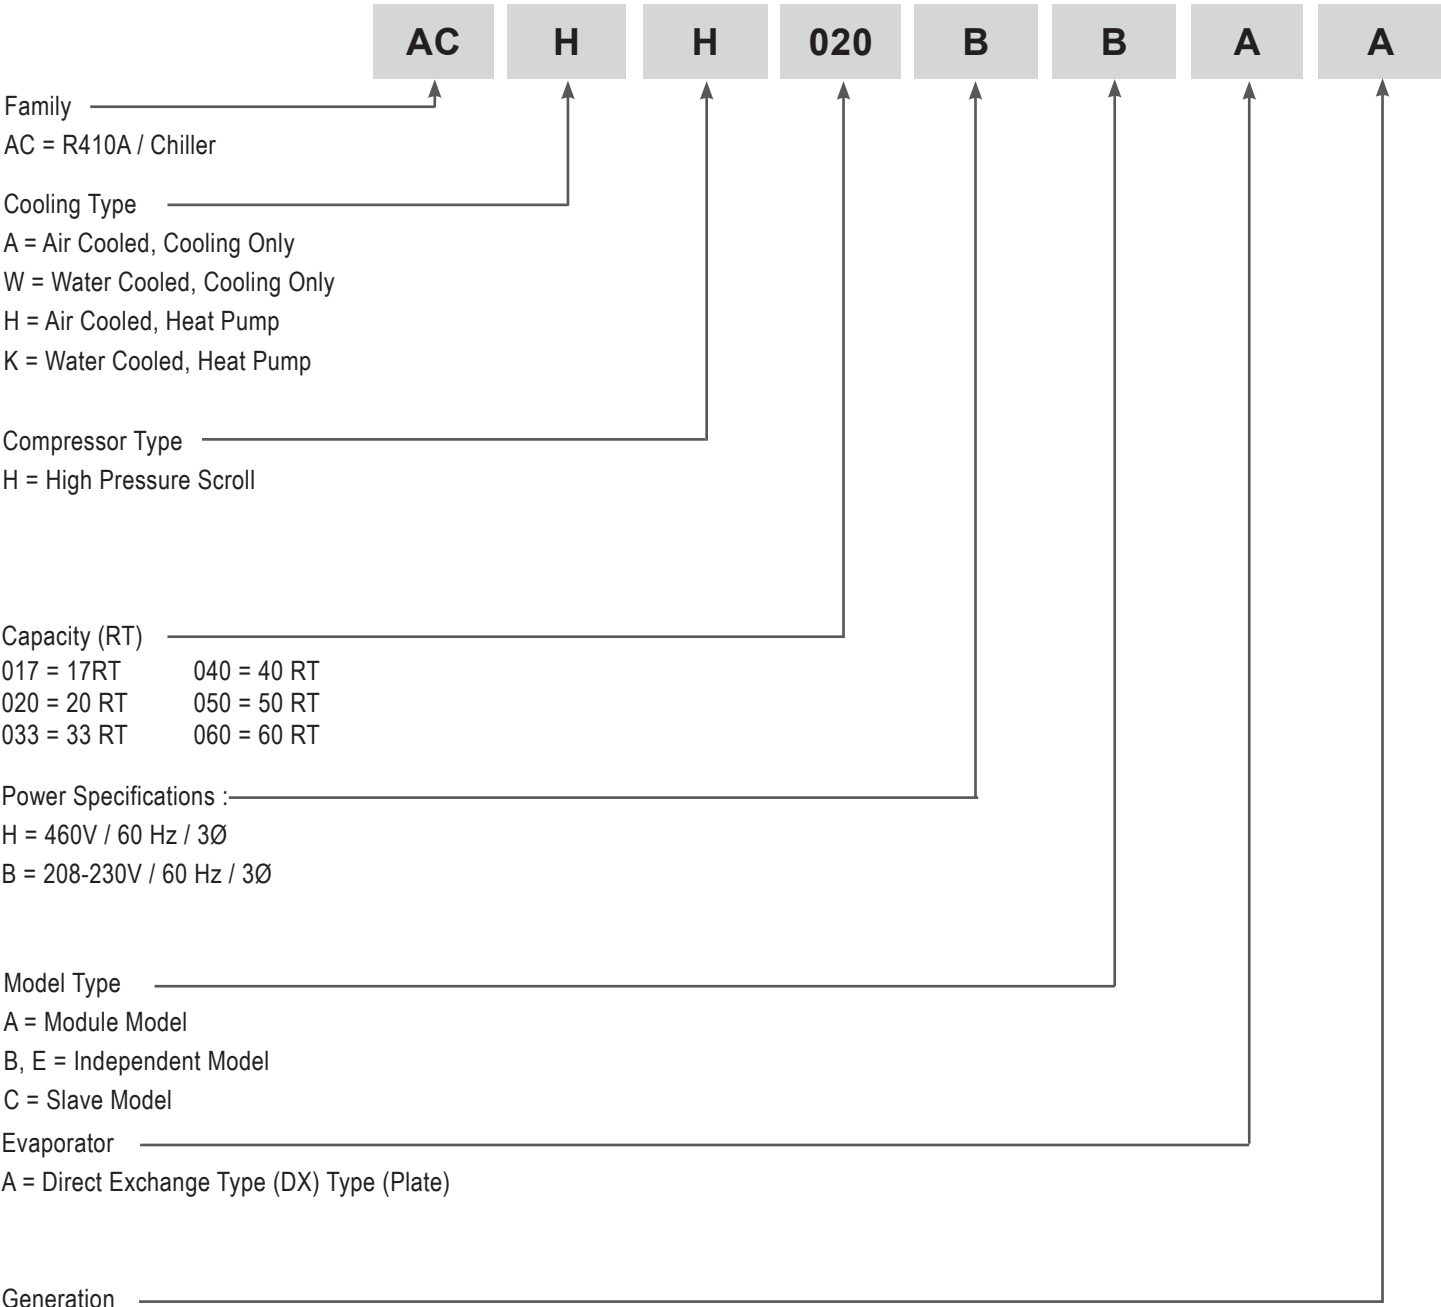 AC H H 020 B B A A
Family
AC = R410A / Chiller
Cooling Type
A = Air Cooled, Cooling Only
W = Water Cooled, Cooling Only
H = Air Cooled, Heat Pump
K = Water Cooled, Heat Pump
Compressor Type
H = High Pressure Scroll
Capacity (RT)
017 = 17RT 040 = 40 RT
020 = 20 RT 050 = 50 RT
033 = 33 RT 060 = 60 RT
Power Specifications :
H = 460V / 60 Hz / 3Ø
B = 208-230V / 60 Hz / 3Ø
Model Type
A = Module Model
B, E = Independent Model
C = Slave Model
Evaporator
A = Direct Exchange Type (DX) Type (Plate)
Generation